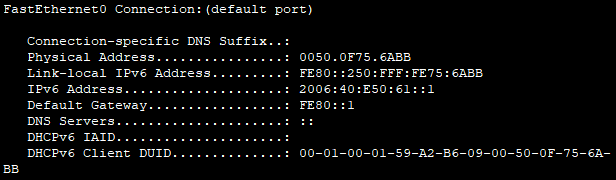 FastEthernet0 Connection:(default port)
Connection-specific DNS Suffix..:
Physical Address................: 0050.0F75.6ABB
Link-local IPv6 Address.........: FE80::250:FFF:FE75:6ABB
IPv6 Address....................: 2006:40:E50:61::1
Default Gateway.................: FE80::1
DNS Servers.....................: ::
DHCPv6 IAID.....................:
DHCPv6 Client DUID..............: 00-01-00-01-59-A2-B6-09-00-50-0F-75-6A-
BB